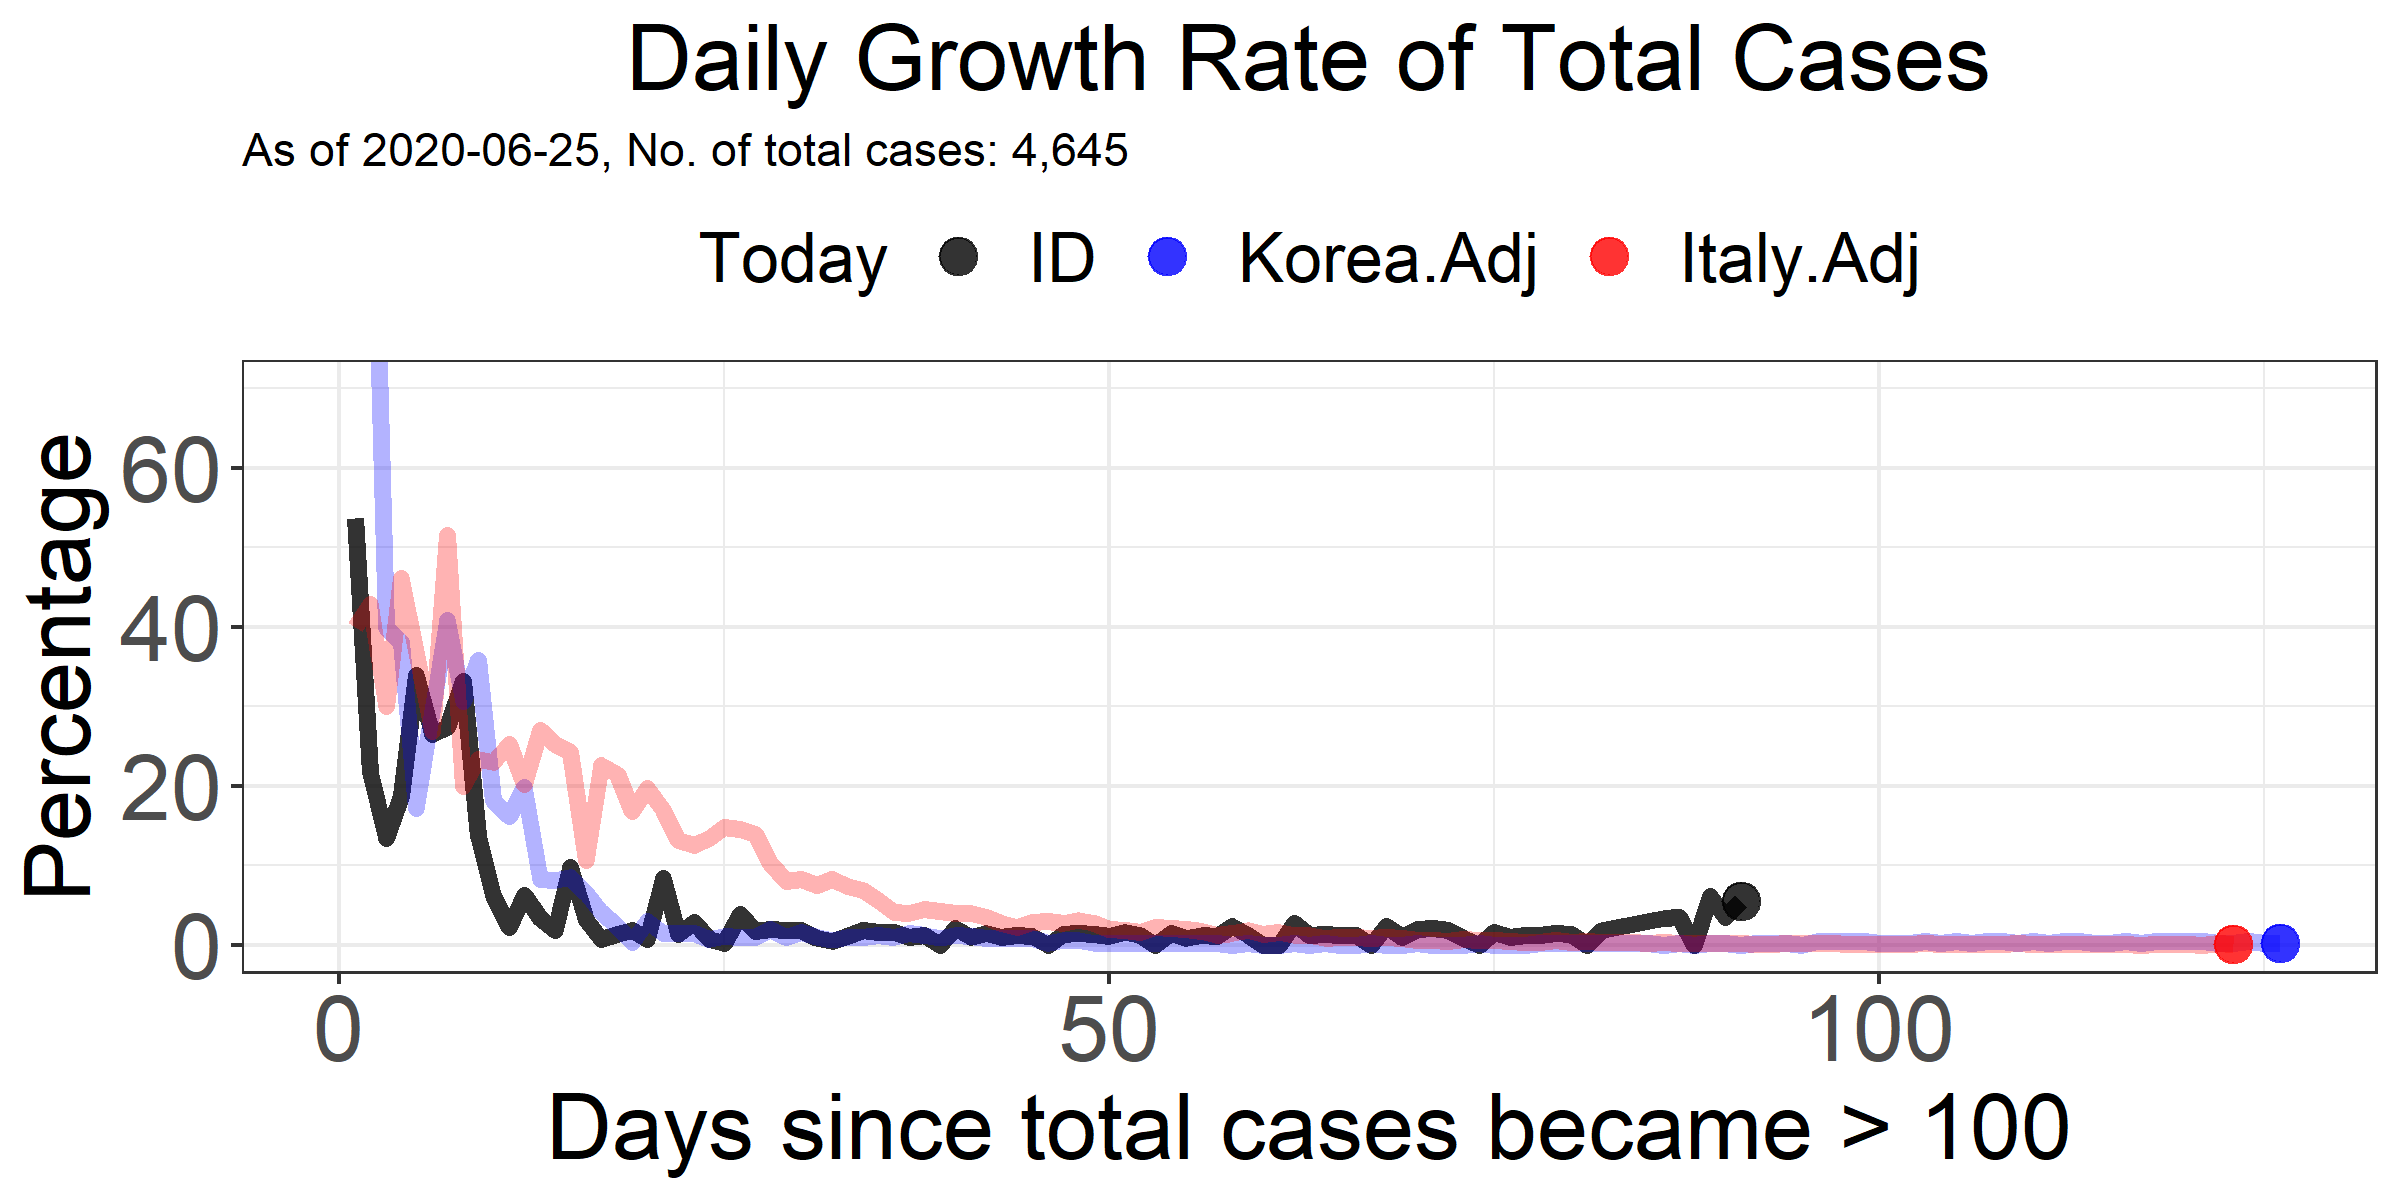 Daily Growth Rate of Total Cases
As of 2020-06-25, No. of total cases: 4,645
Today ID Korea.Adj Italy.Adj
Percentage
60
40
20
0
0 50 100
Days since total cases became > 100